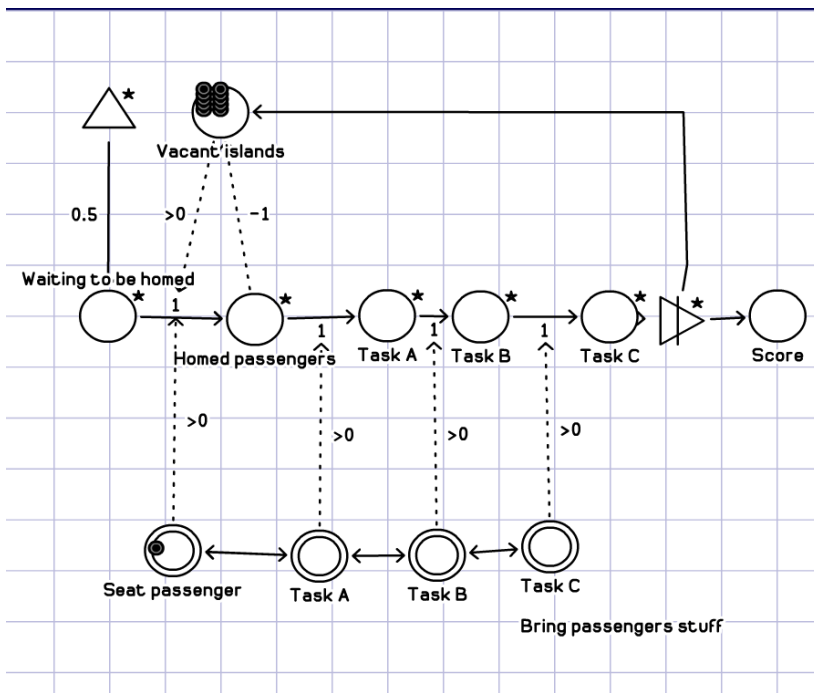 Vacant islands
0.5
>0
-1
Waiting to be homed
1
Homed passengers
1
Task A
1
Task B
1
Task C
Score
>0
>0
>0
>0
Seat passenger
Task A
Task B
Task C
Bring passengers stuff